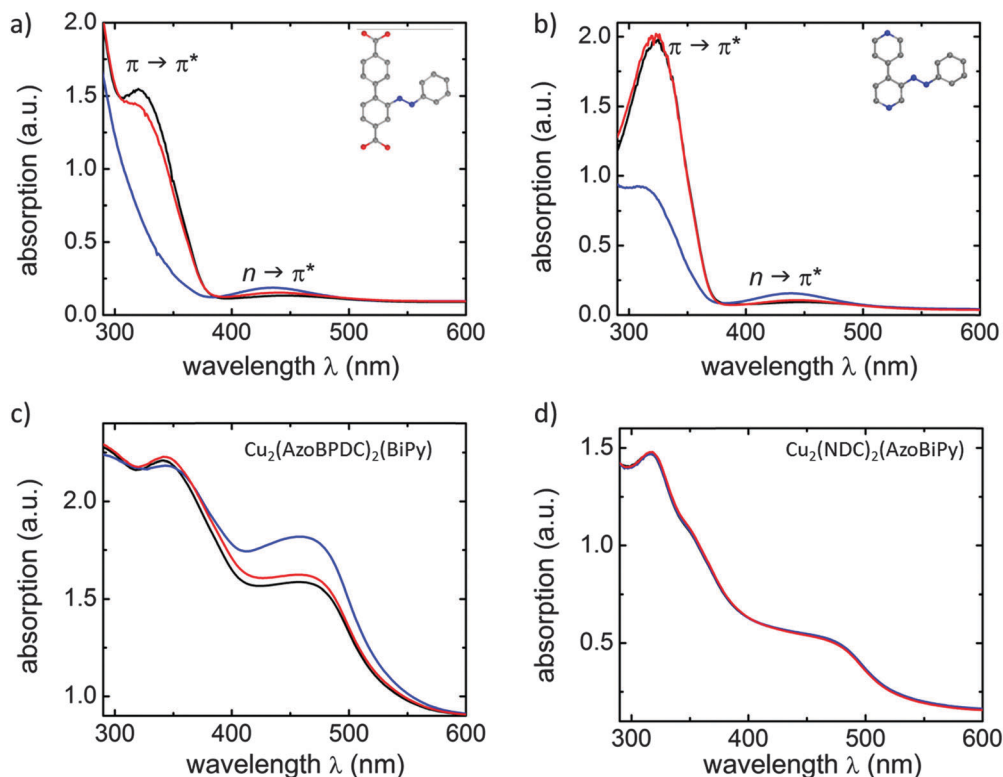 a)
absorption (a.u.)
2.0
1.5
1.0
0.5
0.0
π → π*
n → π*
300 400 500 600
wavelength λ (nm)
b)
absorption (a.u.)
2.0
1.5
1.0
0.5
0.0
π → π*
n → π*
300 400 500 600
wavelength λ (nm)
c)
absorption (a.u.)
2.0
1.5
1.0
Cu₂(AzoBPDC)₂(BiPy)
300 400 500 600
wavelength λ (nm)
d)
absorption (a.u.)
1.5
1.0
0.5
0.0
Cu₂(NDC)₂(AzoBiPy)
300 400 500 600
wavelength λ (nm)